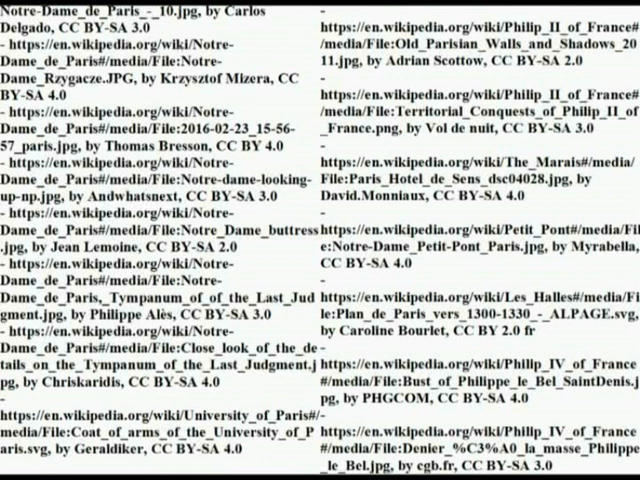 Notre-Dame_de_Paris_-_10.jpg, by Carlos
Delgado, CC BY-SA 3.0
- https://en.wikipedia.org/wiki/Notre-
Dame_de_Paris#/media/File:Notre-
Dame_Rzygacze.JPG, by Krzysztof Mizera, CC
BY-SA 4.0
- https://en.wikipedia.org/wiki/Notre-
Dame_de_Paris#/media/File:2016-02-23_15-56-
57_paris.jpg, by Thomas Bresson, CC BY 4.0
- https://en.wikipedia.org/wiki/Notre-
Dame_de_Paris#/media/File:Notre-dame-looking-
up-np.jpg, by Andwhatsnext, CC BY-SA 3.0
- https://en.wikipedia.org/wiki/Notre-
Dame_de_Paris#/media/File:Notre_Dame_buttress
.jpg, by Jean Lemoine, CC BY-SA 2.0
- https://en.wikipedia.org/wiki/Notre-
Dame_de_Paris#/media/File:Notre-
Dame_de_Paris,_Tympanum_of_of_the_Last_Jud
gment.jpg, by Philippe Alès, CC BY-SA 3.0
- https://en.wikipedia.org/wiki/Notre-
Dame_de_Paris#/media/File:Close_look_of_the_de
tails_on_the_Tympanum_of_the_Last_Judgment.j
pg, by Chriskaridis, CC BY-SA 4.0
-
https://en.wikipedia.org/wiki/University_of_Paris#/
media/File:Coat_of_arms_of_the_University_of_P
aris.svg, by Geraldiker, CC BY-SA 4.0
-
https://en.wikipedia.org/wiki/Philip_II_of_France#
/media/File:Old_Parisian_Walls_and_Shadows_20
11.jpg, by Adrian Scottow, CC BY-SA 2.0
-
https://en.wikipedia.org/wiki/Philip_II_of_France#
/media/File:Territorial_Conquests_of_Philip_II_of
_France.png, by Vol de nuit, CC BY-SA 3.0
-
https://en.wikipedia.org/wiki/The_Marais#/media/
File:Paris_Hotel_de_Sens_dsc04028.jpg, by
David.Monniaux, CC BY-SA 4.0
-
https://en.wikipedia.org/wiki/Petit_Pont#/media/Fil
e:Notre-Dame_Petit-Pont_Paris.jpg, by Myrabella,
CC BY-SA 4.0
-
https://en.wikipedia.org/wiki/Les_Halles#/media/Fi
le:Plan_de_Paris_vers_1300-1330_-_ALPAGE.svg,
by Caroline Bourlet, CC BY 2.0 fr
-
https://en.wikipedia.org/wiki/Philip_IV_of_France
#/media/File:Bust_of_Philippe_le_Bel_SaintDenis.j
pg, by PHGCOM, CC BY-SA 4.0
-
https://en.wikipedia.org/wiki/Philip_IV_of_France
#/media/File:Denier_%C3%A0_la_masse_Philippe
_le_Bel.jpg, by cgb.fr, CC BY-SA 3.0